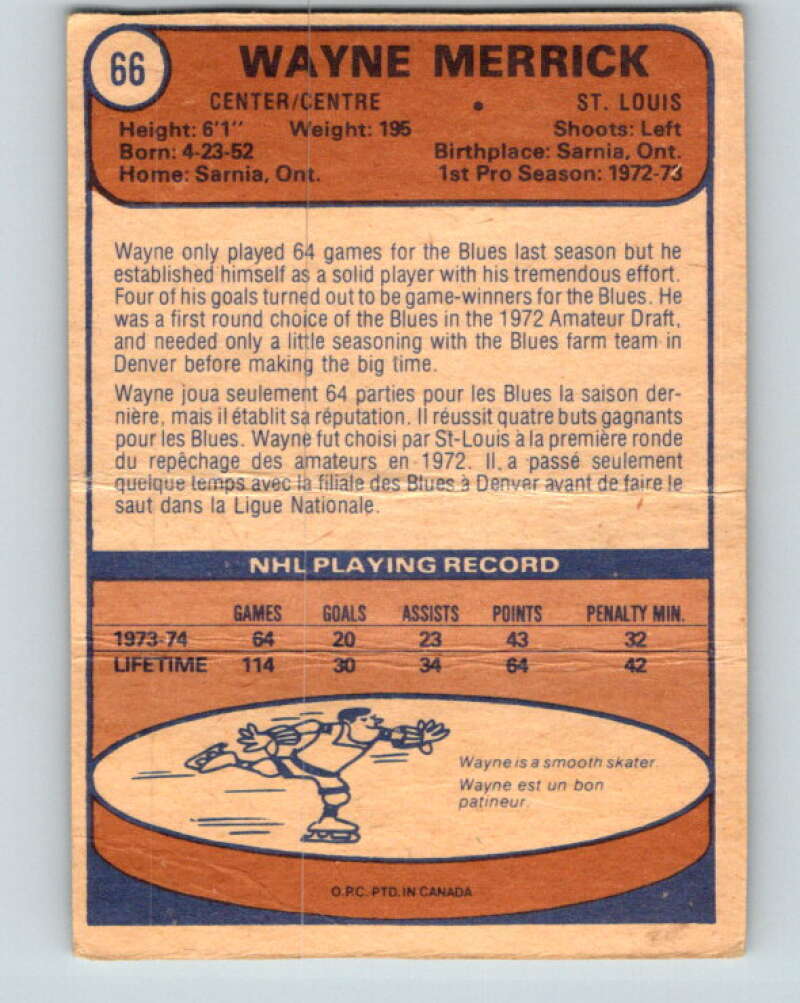 66
WAYNE MERRICK
CENTER/CENTRE • ST. LOUIS
Height: 6'1" Weight: 195 Shoots: Left
Born: 4-23-52 Birthplace: Sarnia, Ont.
Home: Sarnia, Ont. 1st Pro Season: 1972-73
Wayne only played 64 games for the Blues last season but he
established himself as a solid player with his tremendous effort.
Four of his goals turned out to be game-winners for the Blues. He
was a first round choice of the Blues in the 1972 Amateur Draft,
and needed only a little seasoning with the Blues farm team in
Denver before making the big time.
Wayne joua seulement 64 parties pour les Blues la saison der-
nière, mais il établit sa réputation. Il réussit quatre buts gagnants
pour les Blues. Wayne fut choisi par St-Louis à la première ronde
du repêchage des amateurs en 1972. Il a passé seulement
quelque temps avec la filiale des Blues à Denver avant de faire le
saut dans la Ligue Nationale.
NHL PLAYING RECORD
GAMES GOALS ASSISTS POINTS PENALTY MIN.
1973-74 64 20 23 43 32
LIFETIME 114 30 34 64 42
Wayne is a smooth skater.
Wayne est un bon
patineur.
O.P.C. PTD. IN CANADA